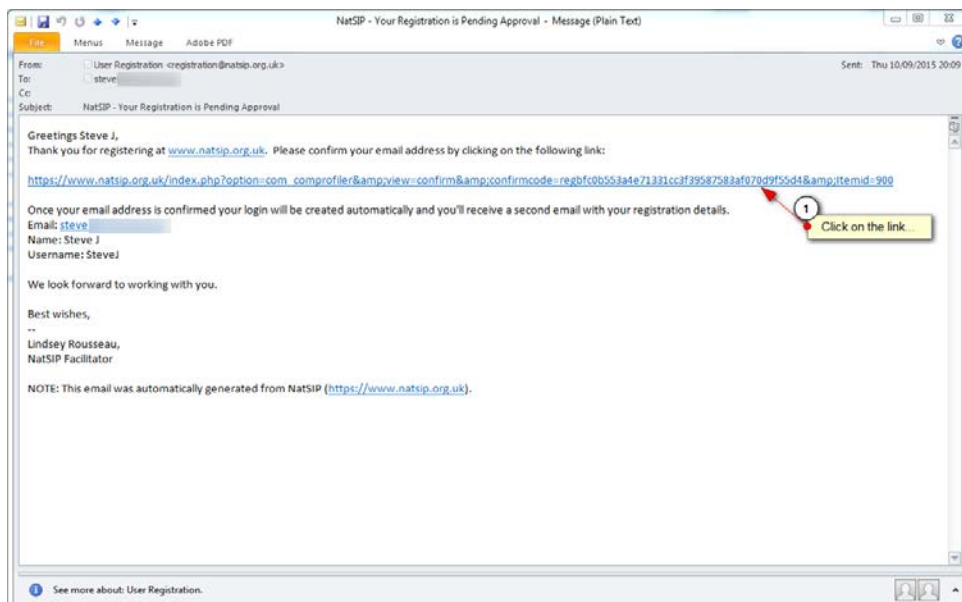 NatSIP - Your Registration is Pending Approval - Message (Plain Text)
File Menus Message Adobe PDF
From: User Registration <registration@natsip.org.uk> Sent: Thu 10/09/2015 20:09
To: steve
Cc:
Subject: NatSIP - Your Registration is Pending Approval
Greetings Steve J,
Thank you for registering at www.natsip.org.uk. Please confirm your email address by clicking on the following link:
https://www.natsip.org.uk/index.php?option=com_comprofiler&amp;view=confirm&amp;confirmcode=regbfc0b553a4e71331cc3f39587583af070d9f55d4&amp;Itemid=900
1
Click on the link...
Once your email address is confirmed your login will be created automatically and you'll receive a second email with your registration details.
Email: steve
Name: Steve J
Username: SteveJ
We look forward to working with you.
Best wishes,
--
Lindsey Rousseau,
NatSIP Facilitator
NOTE: This email was automatically generated from NatSIP (https://www.natsip.org.uk).
See more about: User Registration.